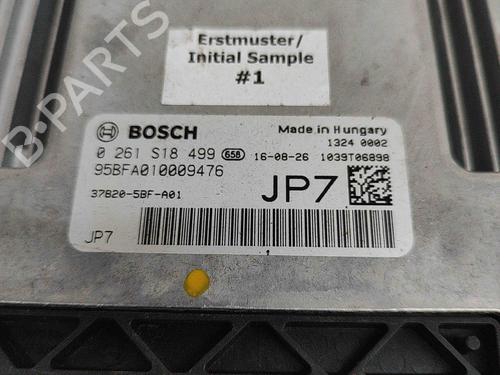 B-PARTS
Erstmuster/
Initial Sample
#1
BOSCH
Made in Hungary
0 261 S18 499 658 16-08-26
1324 0002
1039T06898
95BFA010009476
37820-5BF-A01
JP7
JP7
1